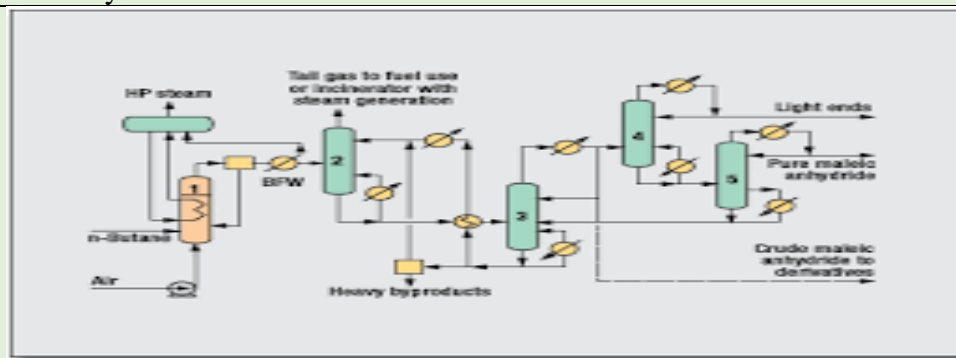 HP steam
Tail gas to fuel use
or incinerator with
steam generation
Light ends
4
1
2
BFW
Pure maleic
anhydride
5
3
n-Butane
Air
Heavy byproducts
Crude maleic
anhydride to
derivatives